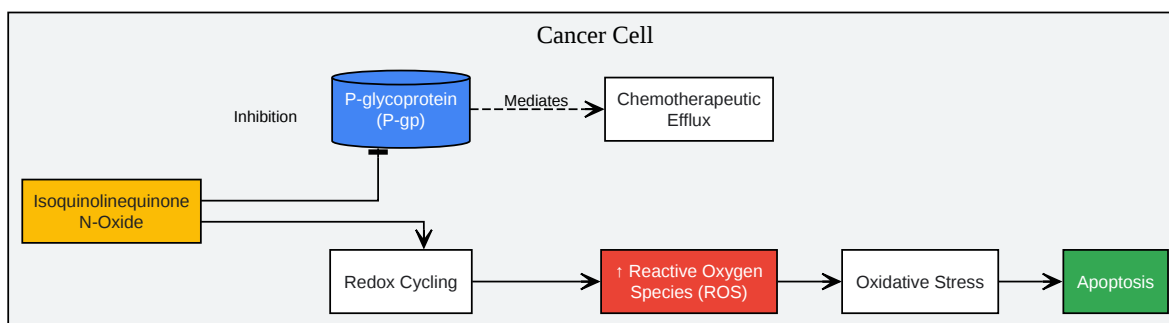 Cancer Cell
P-glycoprotein
(P-gp)
Mediates
Chemotherapeutic
Efflux
Inhibition
Isoquinolinequinone
N-Oxide
Redox Cycling
↑ Reactive Oxygen
Species (ROS)
Oxidative Stress
Apoptosis